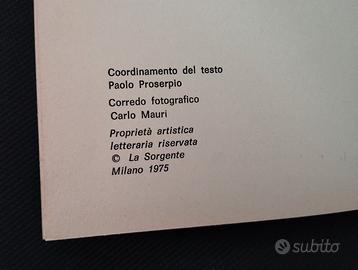 Coordinamento del testo
Paolo Proserpio
Corredo fotografico
Carlo Mauri
Proprietà artistica
letteraria riservata
© La Sorgente
Milano 1975
subito